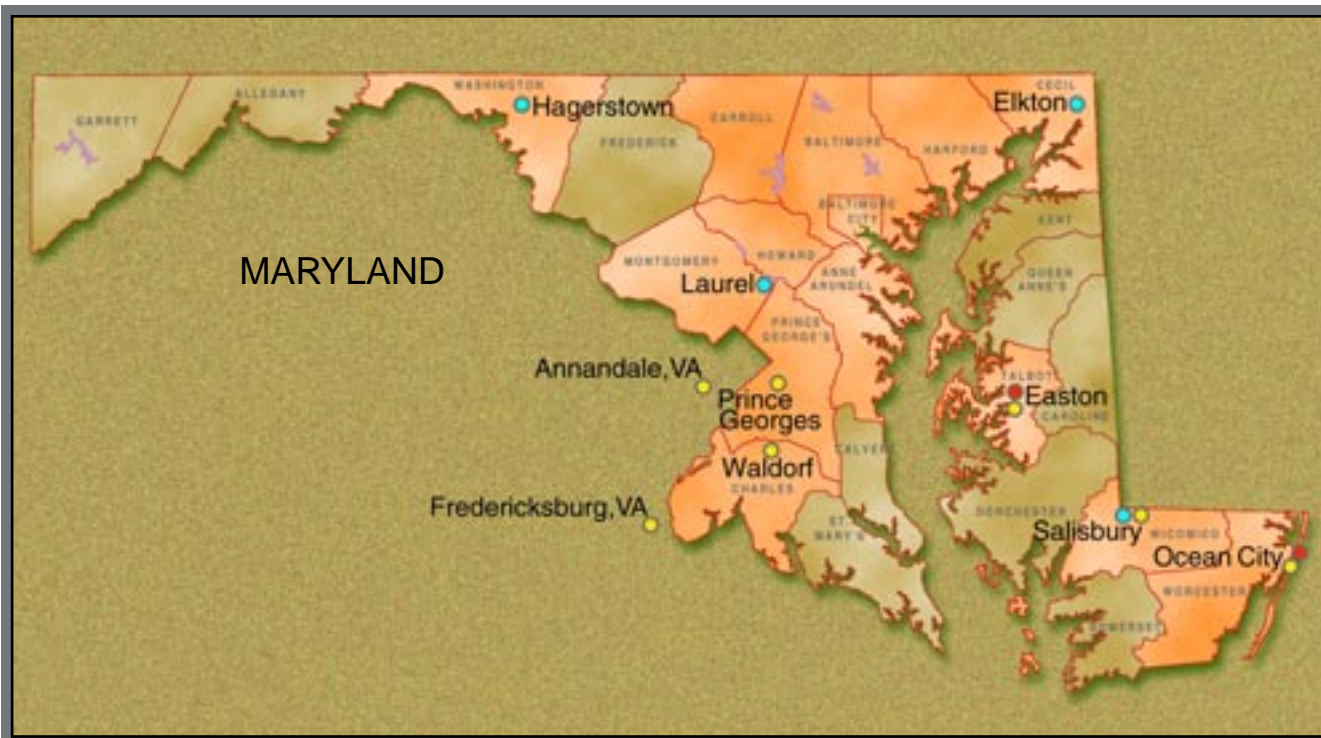 WASHINGTON
CECIL
ALLEGANY
Hagerstown
Elkton
GARRETT
CARROLL
FREDERICK
BALTIMORE
HARFORD
BALTIMORE
CITY
KENT
MARYLAND
MONTGOMERY
HOWARD
ANNE
ARUNDEL
QUEEN
ANNE'S
Laurel
PRINCE
GEORGE'S
Annandale,VA
TALBOT
Prince
Georges
Easton
CAROLINE
CALVERT
Waldorf
CHARLES
Fredericksburg,VA
DORCHESTER
ST.
MARY'S
Salisbury
WICOMICO
Ocean City
WORCESTER
SOMERSET